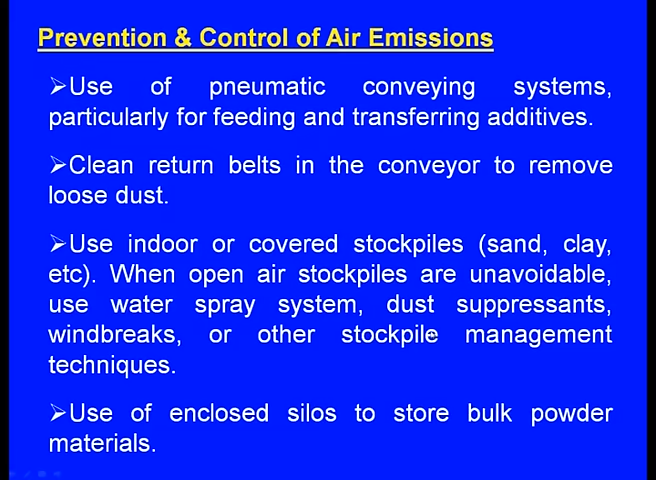 Prevention & Control of Air Emissions
➢Use of pneumatic conveying systems,
particularly for feeding and transferring additives.
➢Clean return belts in the conveyor to remove
loose dust.
➢Use indoor or covered stockpiles (sand, clay,
etc). When open air stockpiles are unavoidable,
use water spray system, dust suppressants,
windbreaks, or other stockpile management
techniques.
➢Use of enclosed silos to store bulk powder
materials.